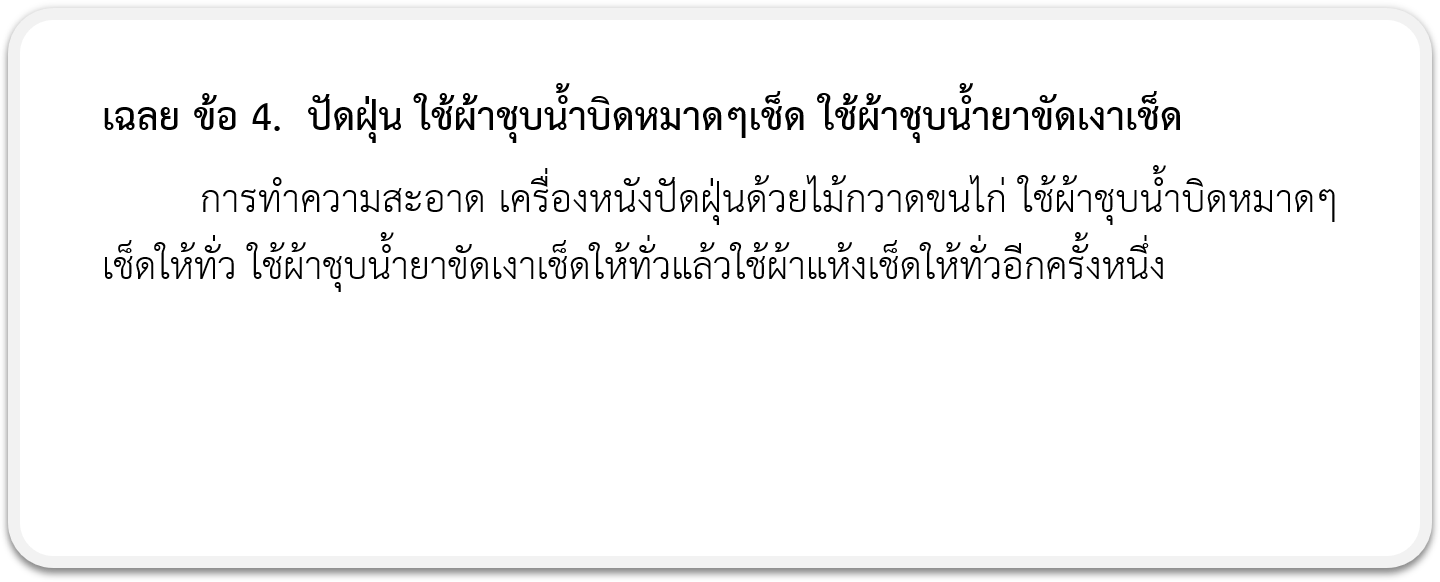 เฉลย ข้อ 4.  ปัดฝุ่น ใช้ผ้าชุบน้ำบิดหมาดๆเช็ด ใช้ผ้าชุบน้ำยาขัดเงาเช็ด
การทำความสะอาด เครื่องหนังปัดฝุ่นด้วยไม้กวาดขนไก่ ใช้ผ้าชุบน้ำบิดหมาดๆ
เช็ดให้ทั่ว ใช้ผ้าชุบน้ำยาขัดเงาเช็ดให้ทั่วแล้วใช้ผ้าแห้งเช็ดให้ทั่วอีกครั้งหนึ่ง